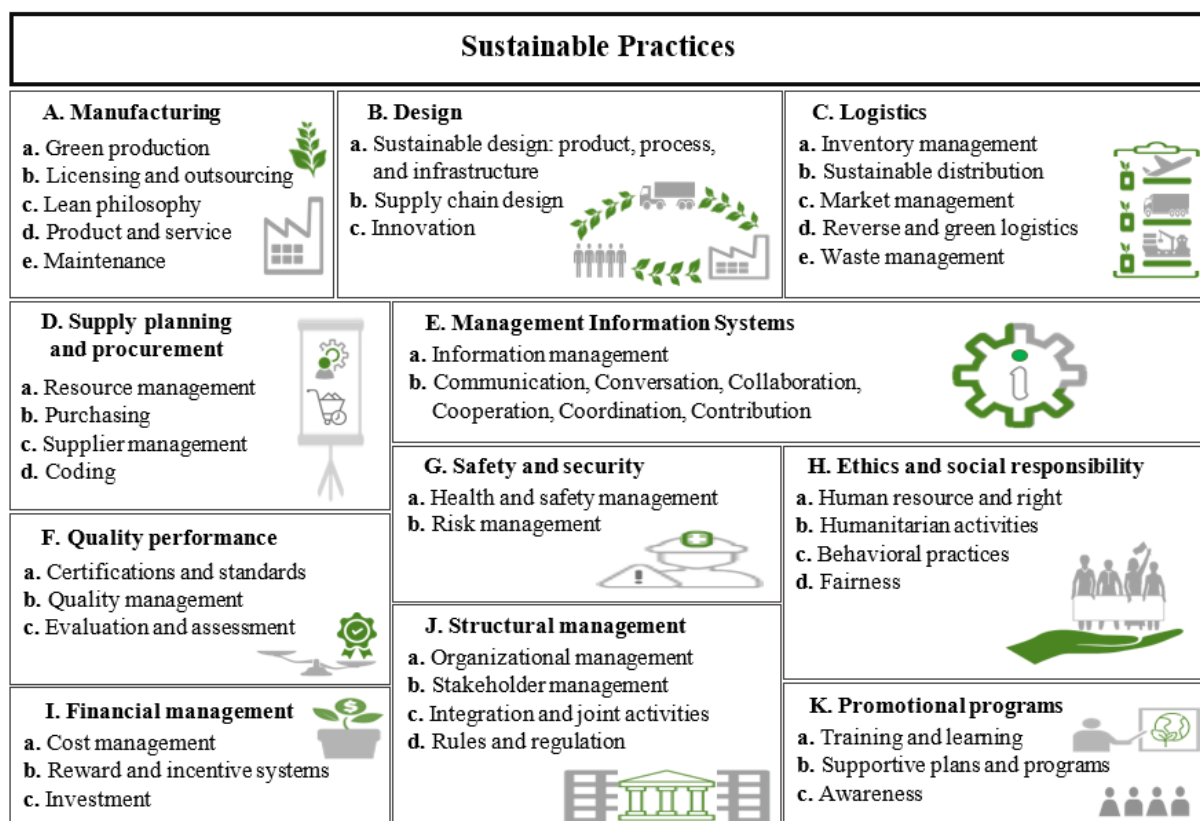 Sustainable Practices
A. Manufacturing
a. Green production
b. Licensing and outsourcing
c. Lean philosophy
d. Product and service
e. Maintenance
B. Design
a. Sustainable design: product, process,
and infrastructure
b. Supply chain design
c. Innovation
C. Logistics
a. Inventory management
b. Sustainable distribution
c. Market management
d. Reverse and green logistics
e. Waste management
D. Supply planning
and procurement
a. Resource management
b. Purchasing
c. Supplier management
d. Coding
E. Management Information Systems
a. Information management
b. Communication, Conversation, Collaboration,
Cooperation, Coordination, Contribution
i
F. Quality performance
a. Certifications and standards
b. Quality management
c. Evaluation and assessment
G. Safety and security
a. Health and safety management
b. Risk management
!
H. Ethics and social responsibility
a. Human resource and right
b. Humanitarian activities
c. Behavioral practices
d. Fairness
I. Financial management
a. Cost management
b. Reward and incentive systems
c. Investment
$
J. Structural management
a. Organizational management
b. Stakeholder management
c. Integration and joint activities
d. Rules and regulation
K. Promotional programs
a. Training and learning
b. Supportive plans and programs
c. Awareness